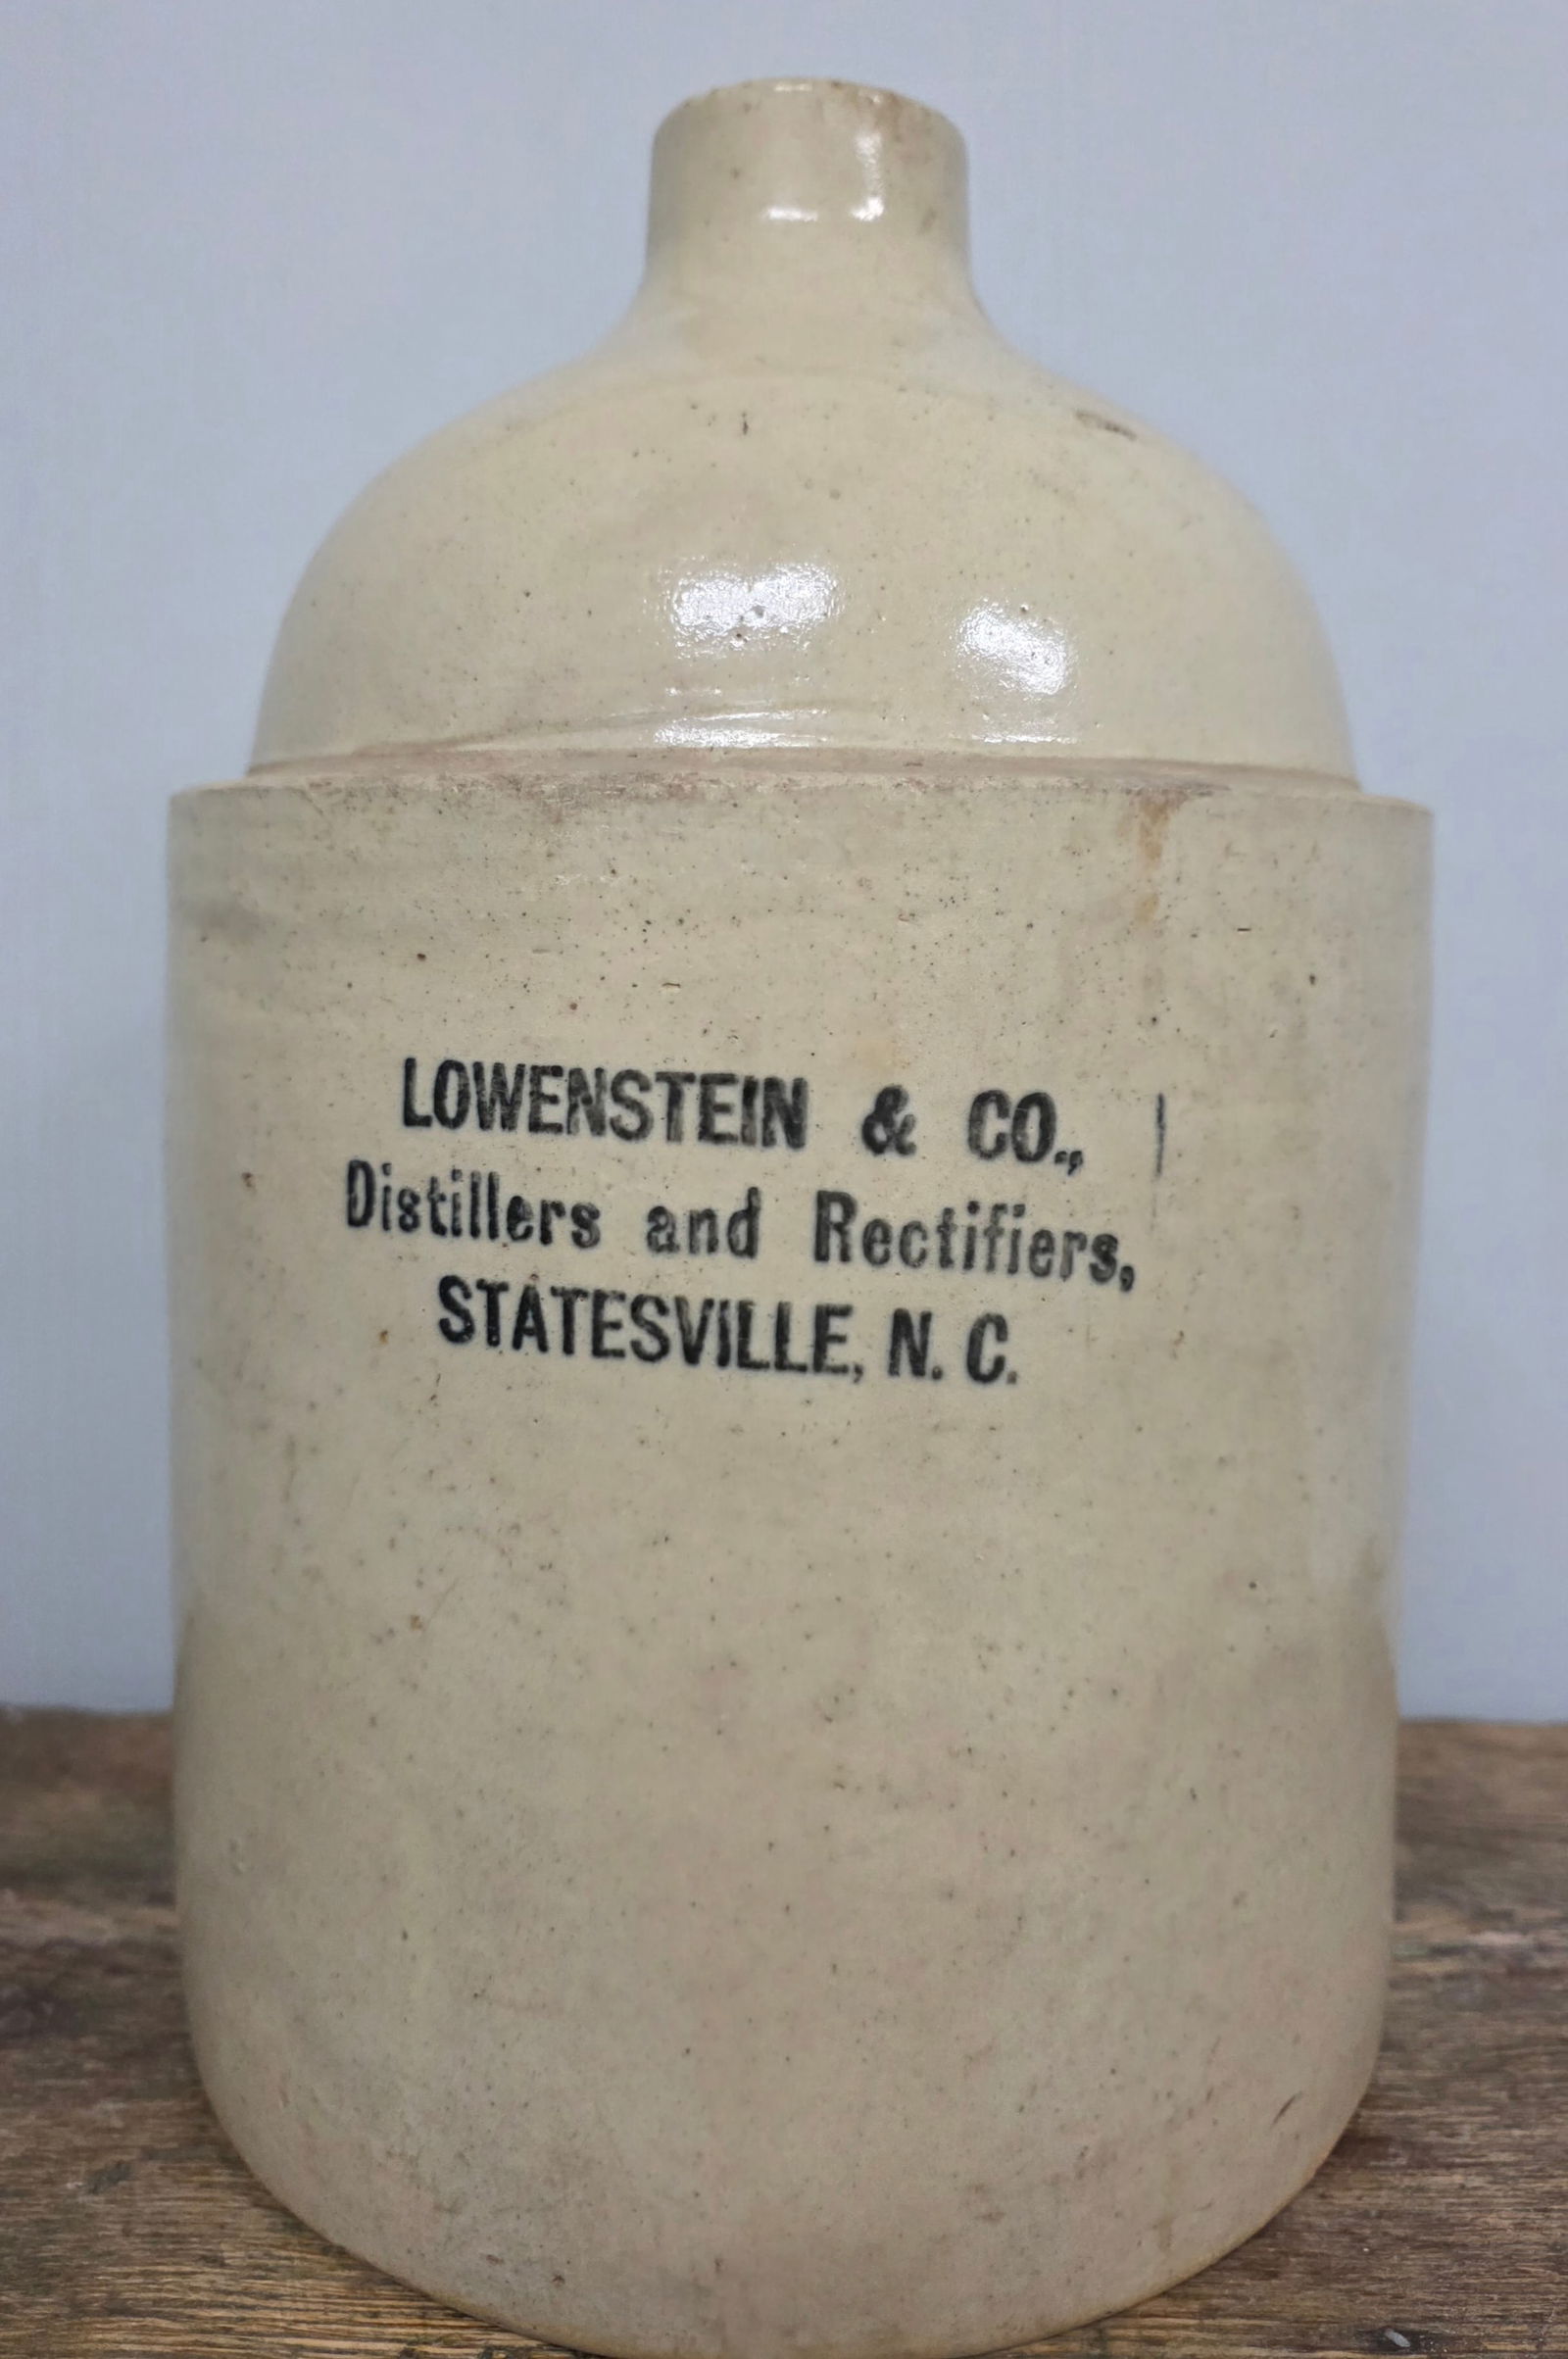 LOWENSTEIN & CO.,
Distillers and Rectifiers,
STATESVILLE, N. C.